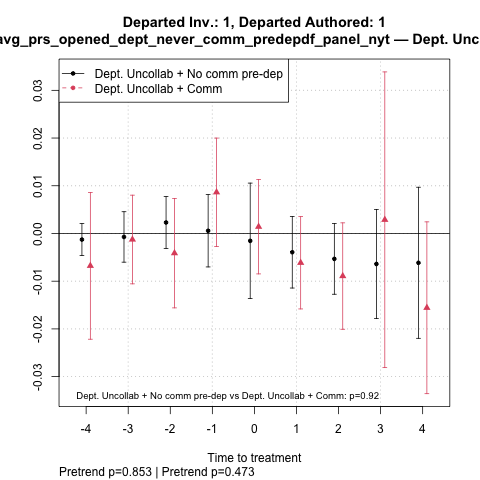 Departed Inv.: 1, Departed Authored: 1
avg_prs_opened_dept_never_comm_predepdf_panel_nyt — Dept. Unc
Dept. Uncollab + No comm pre-dep
Dept. Uncollab + Comm
0.03
0.02
0.01
0.00
-0.01
-0.02
-0.03
Dept. Uncollab + No comm pre-dep vs Dept. Uncollab + Comm: p=0.92
-4 -3 -2 -1 0 1 2 3 4
Time to treatment
Pretrend p=0.853 | Pretrend p=0.473